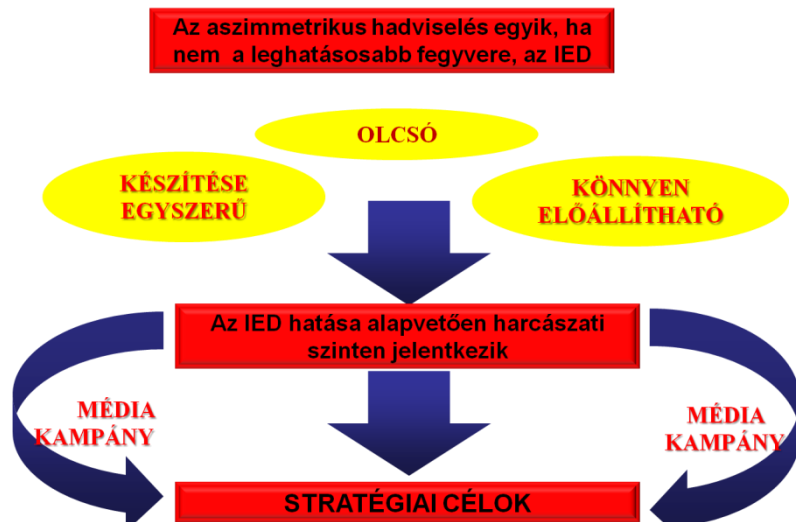 Az aszimmetrikus hadviselés egyik, ha
nem a leghatásosabb fegyvere, az IED
OLCSÓ
KÉSZÍTÉSE
EGYSZERŰ
KÖNNYEN
ELŐÁLLÍTHATÓ
Az IED hatása alapvetően harcászati
szinten jelentkezik
MÉDIA
KAMPÁNY
MÉDIA
KAMPÁNY
STRATÉGIAI CÉLOK